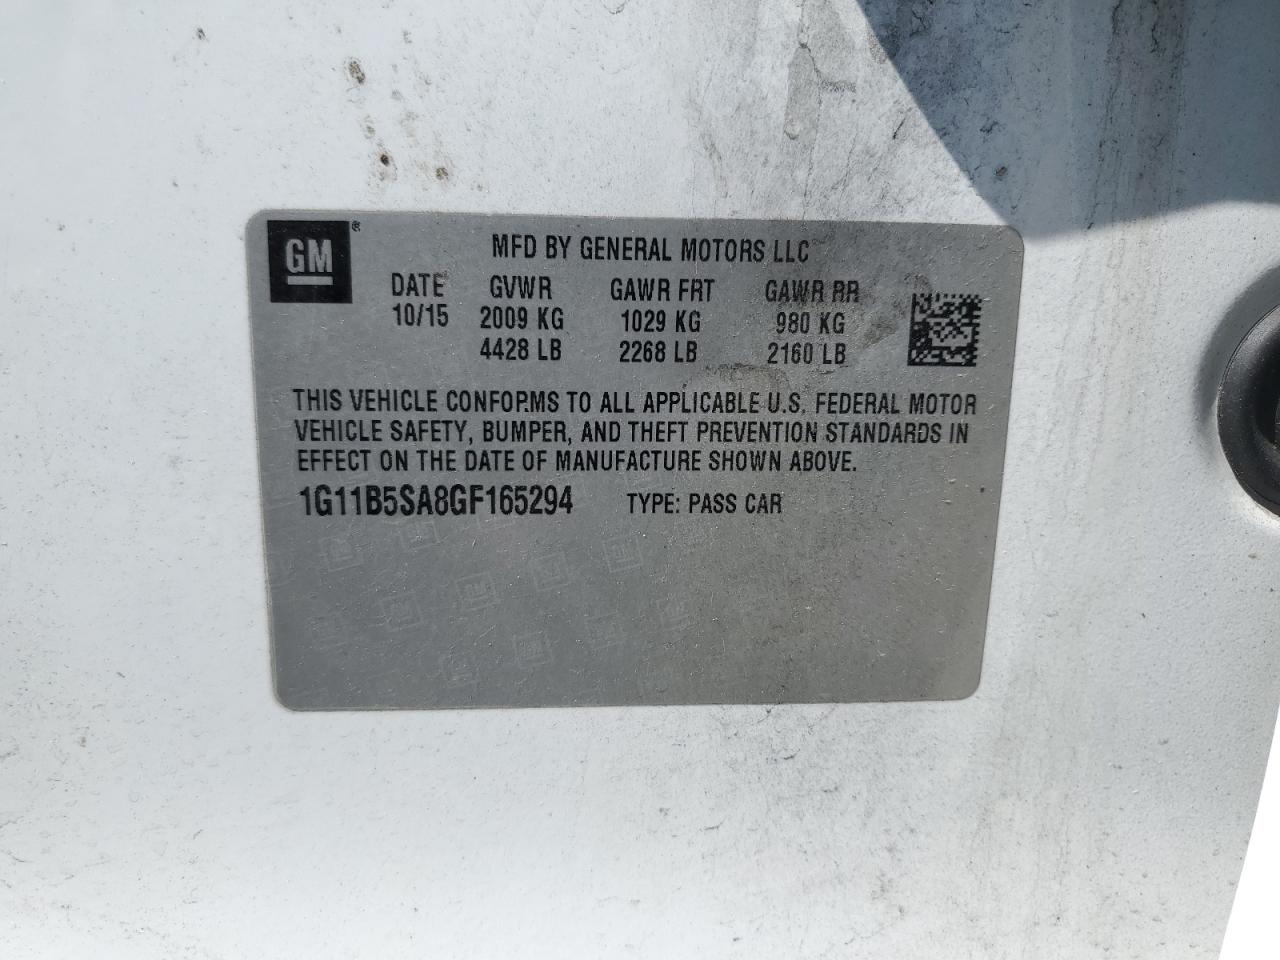 GM ®
MFD BY GENERAL MOTORS LLC
DATE GVWR GAWR FRT GAWR RR
10/15 2009 KG 1029 KG 980 KG
4428 LB 2268 LB 2160 LB
THIS VEHICLE CONFORMS TO ALL APPLICABLE U.S. FEDERAL MOTOR
VEHICLE SAFETY, BUMPER, AND THEFT PREVENTION STANDARDS IN
EFFECT ON THE DATE OF MANUFACTURE SHOWN ABOVE.
1G11B5SA8GF165294 TYPE: PASS CAR